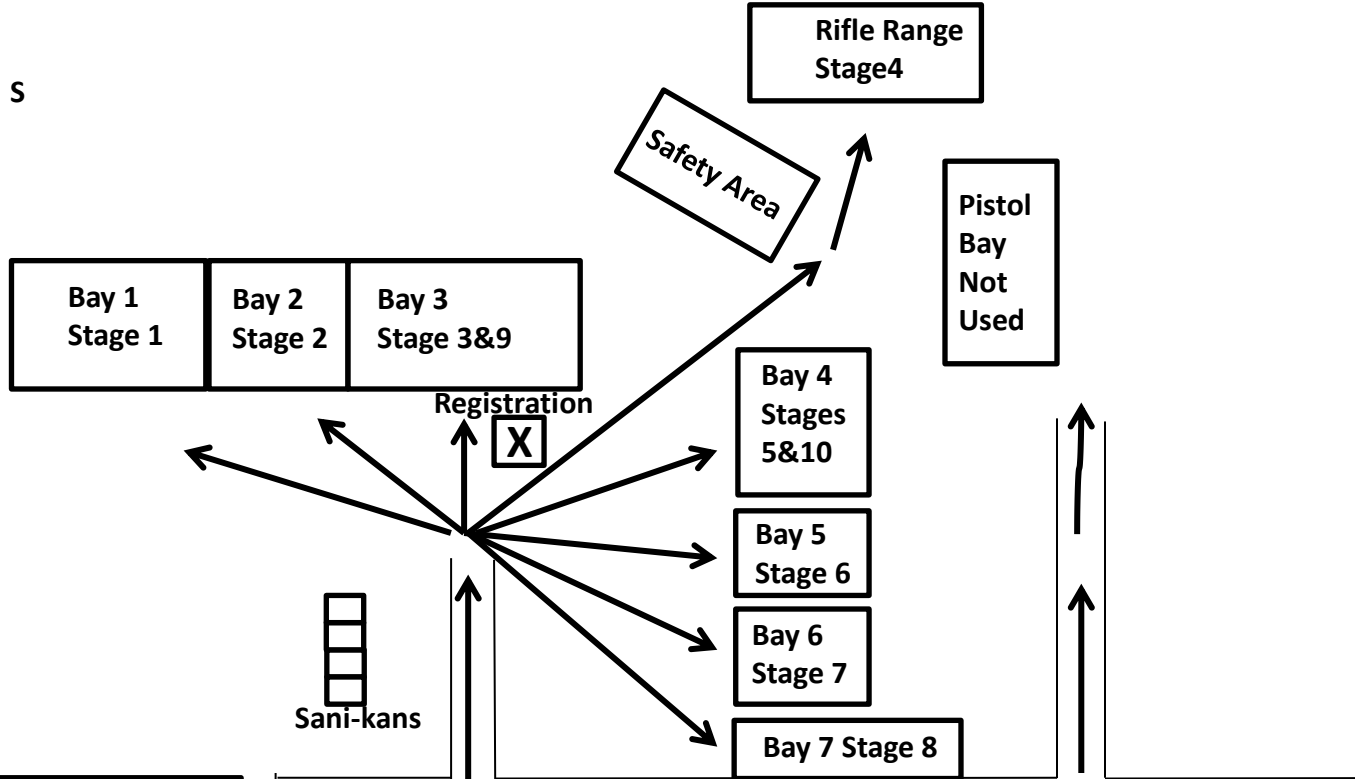 Rifle Range
Stage4
S
Safety Area
Pistol
Bay
Not
Used
Bay 1
Stage 1
Bay 2
Stage 2
Bay 3
Stage 3&9
Registration
X
Bay 4
Stages
5&10
Bay 5
Stage 6
Bay 6
Stage 7
Sani-kans
Bay 7 Stage 8